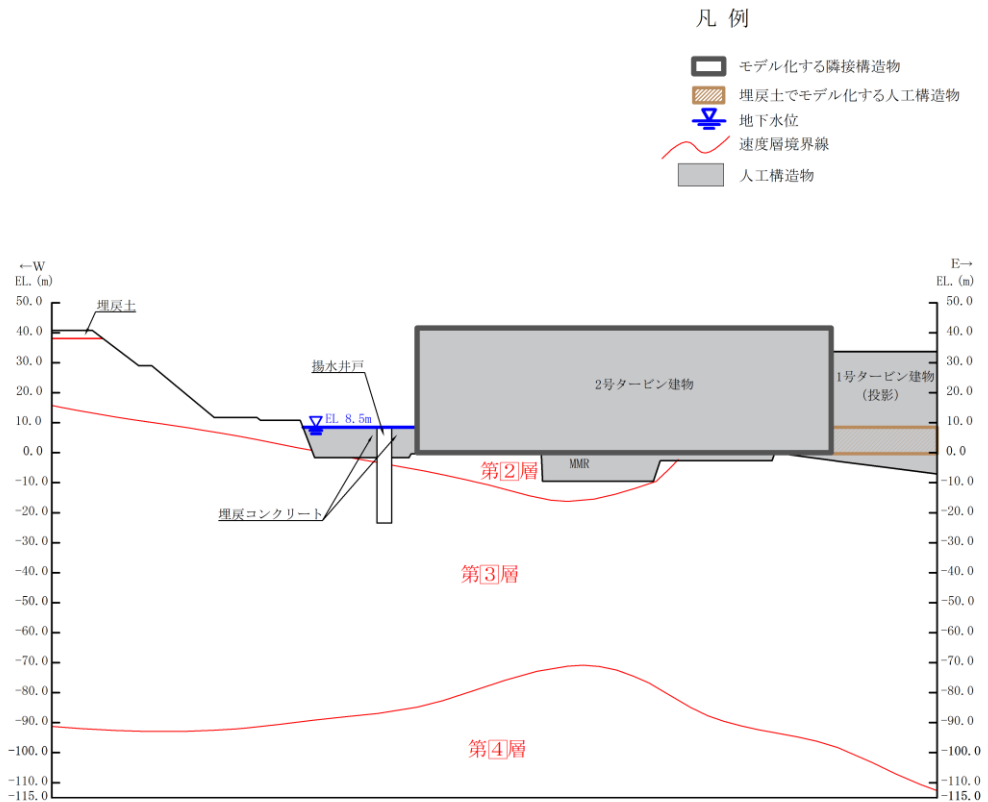 凡 例
モデル化する隣接構造物
埋戻土でモデル化する人工構造物
地下水位
速度層境界線
人工構造物
←W
EL. (m)
E→
EL. (m)
50.0
40.0
30.0
20.0
10.0
0.0
-10.0
-20.0
-30.0
-40.0
-50.0
-60.0
-70.0
-80.0
-90.0
-100.0
-110.0
-115.0
埋戻土
揚水井戸
EL 8.5m
2号タービン建物
1号タービン建物
(投影)
MMR
第2層
埋戻コンクリート
第3層
第4層
50.0
40.0
30.0
20.0
10.0
0.0
-10.0
-20.0
-30.0
-40.0
-50.0
-60.0
-70.0
-80.0
-90.0
-100.0
-110.0
-115.0